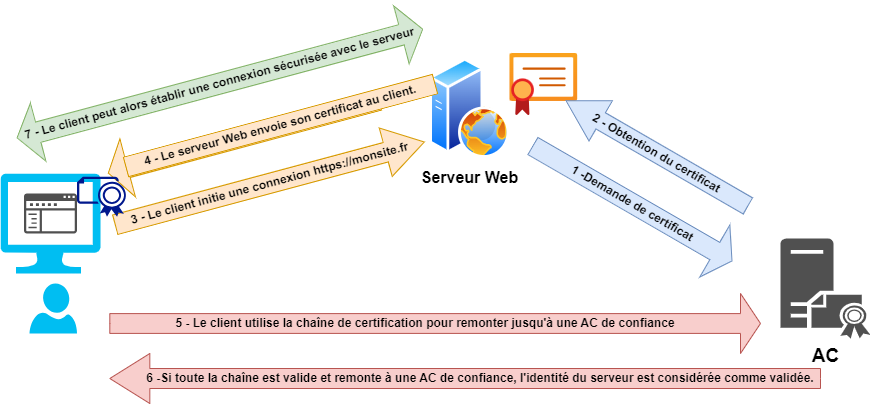 7 - Le client peut alors établir une connexion sécurisée avec le serveur
4 - Le serveur Web envoie son certificat au client.
3 - Le client initie une connexion https://monsite.fr
Serveur Web
2 - Obtention du certificat
1 -Demande de certificat
5 - Le client utilise la chaîne de certification pour remonter jusqu'à une AC de confiance
AC
6 -Si toute la chaîne est valide et remonte à une AC de confiance, l'identité du serveur est considérée comme validée.